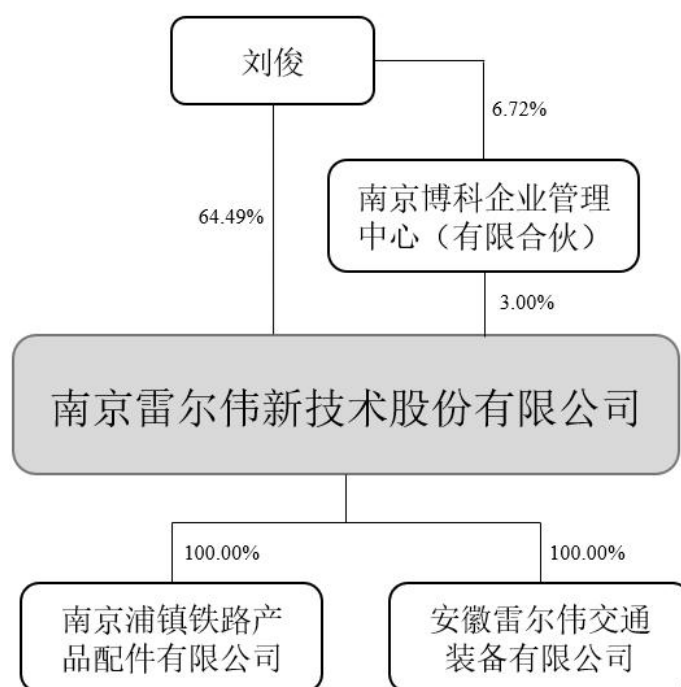 刘俊
6.72%
64.49%
南京博科企业管理
中心（有限合伙）
3.00%
南京雷尔伟新技术股份有限公司
100.00%
100.00%
南京浦镇铁路产
品配件有限公司
安徽雷尔伟交通
装备有限公司